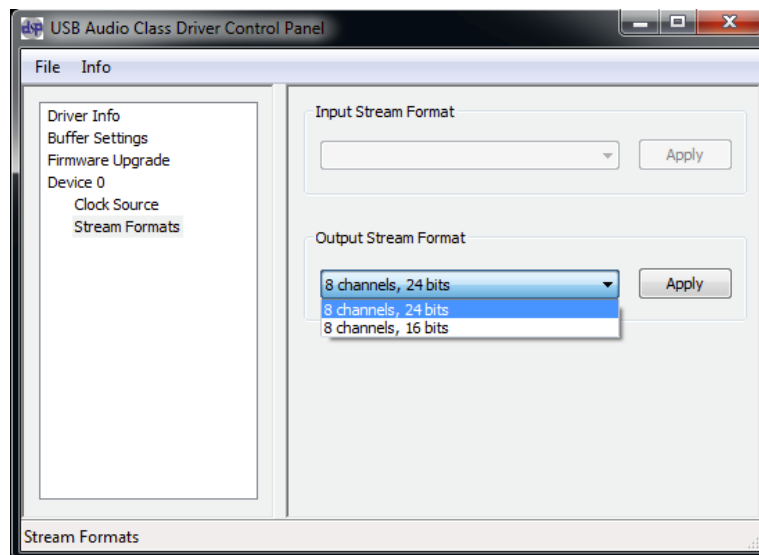 dsp USB Audio Class Driver Control Panel
File Info
Driver Info
Buffer Settings
Firmware Upgrade
Device 0
Clock Source
Stream Formats
Input Stream Format
Apply
Output Stream Format
8 channels, 24 bits
Apply
8 channels, 24 bits
8 channels, 16 bits
Stream Formats